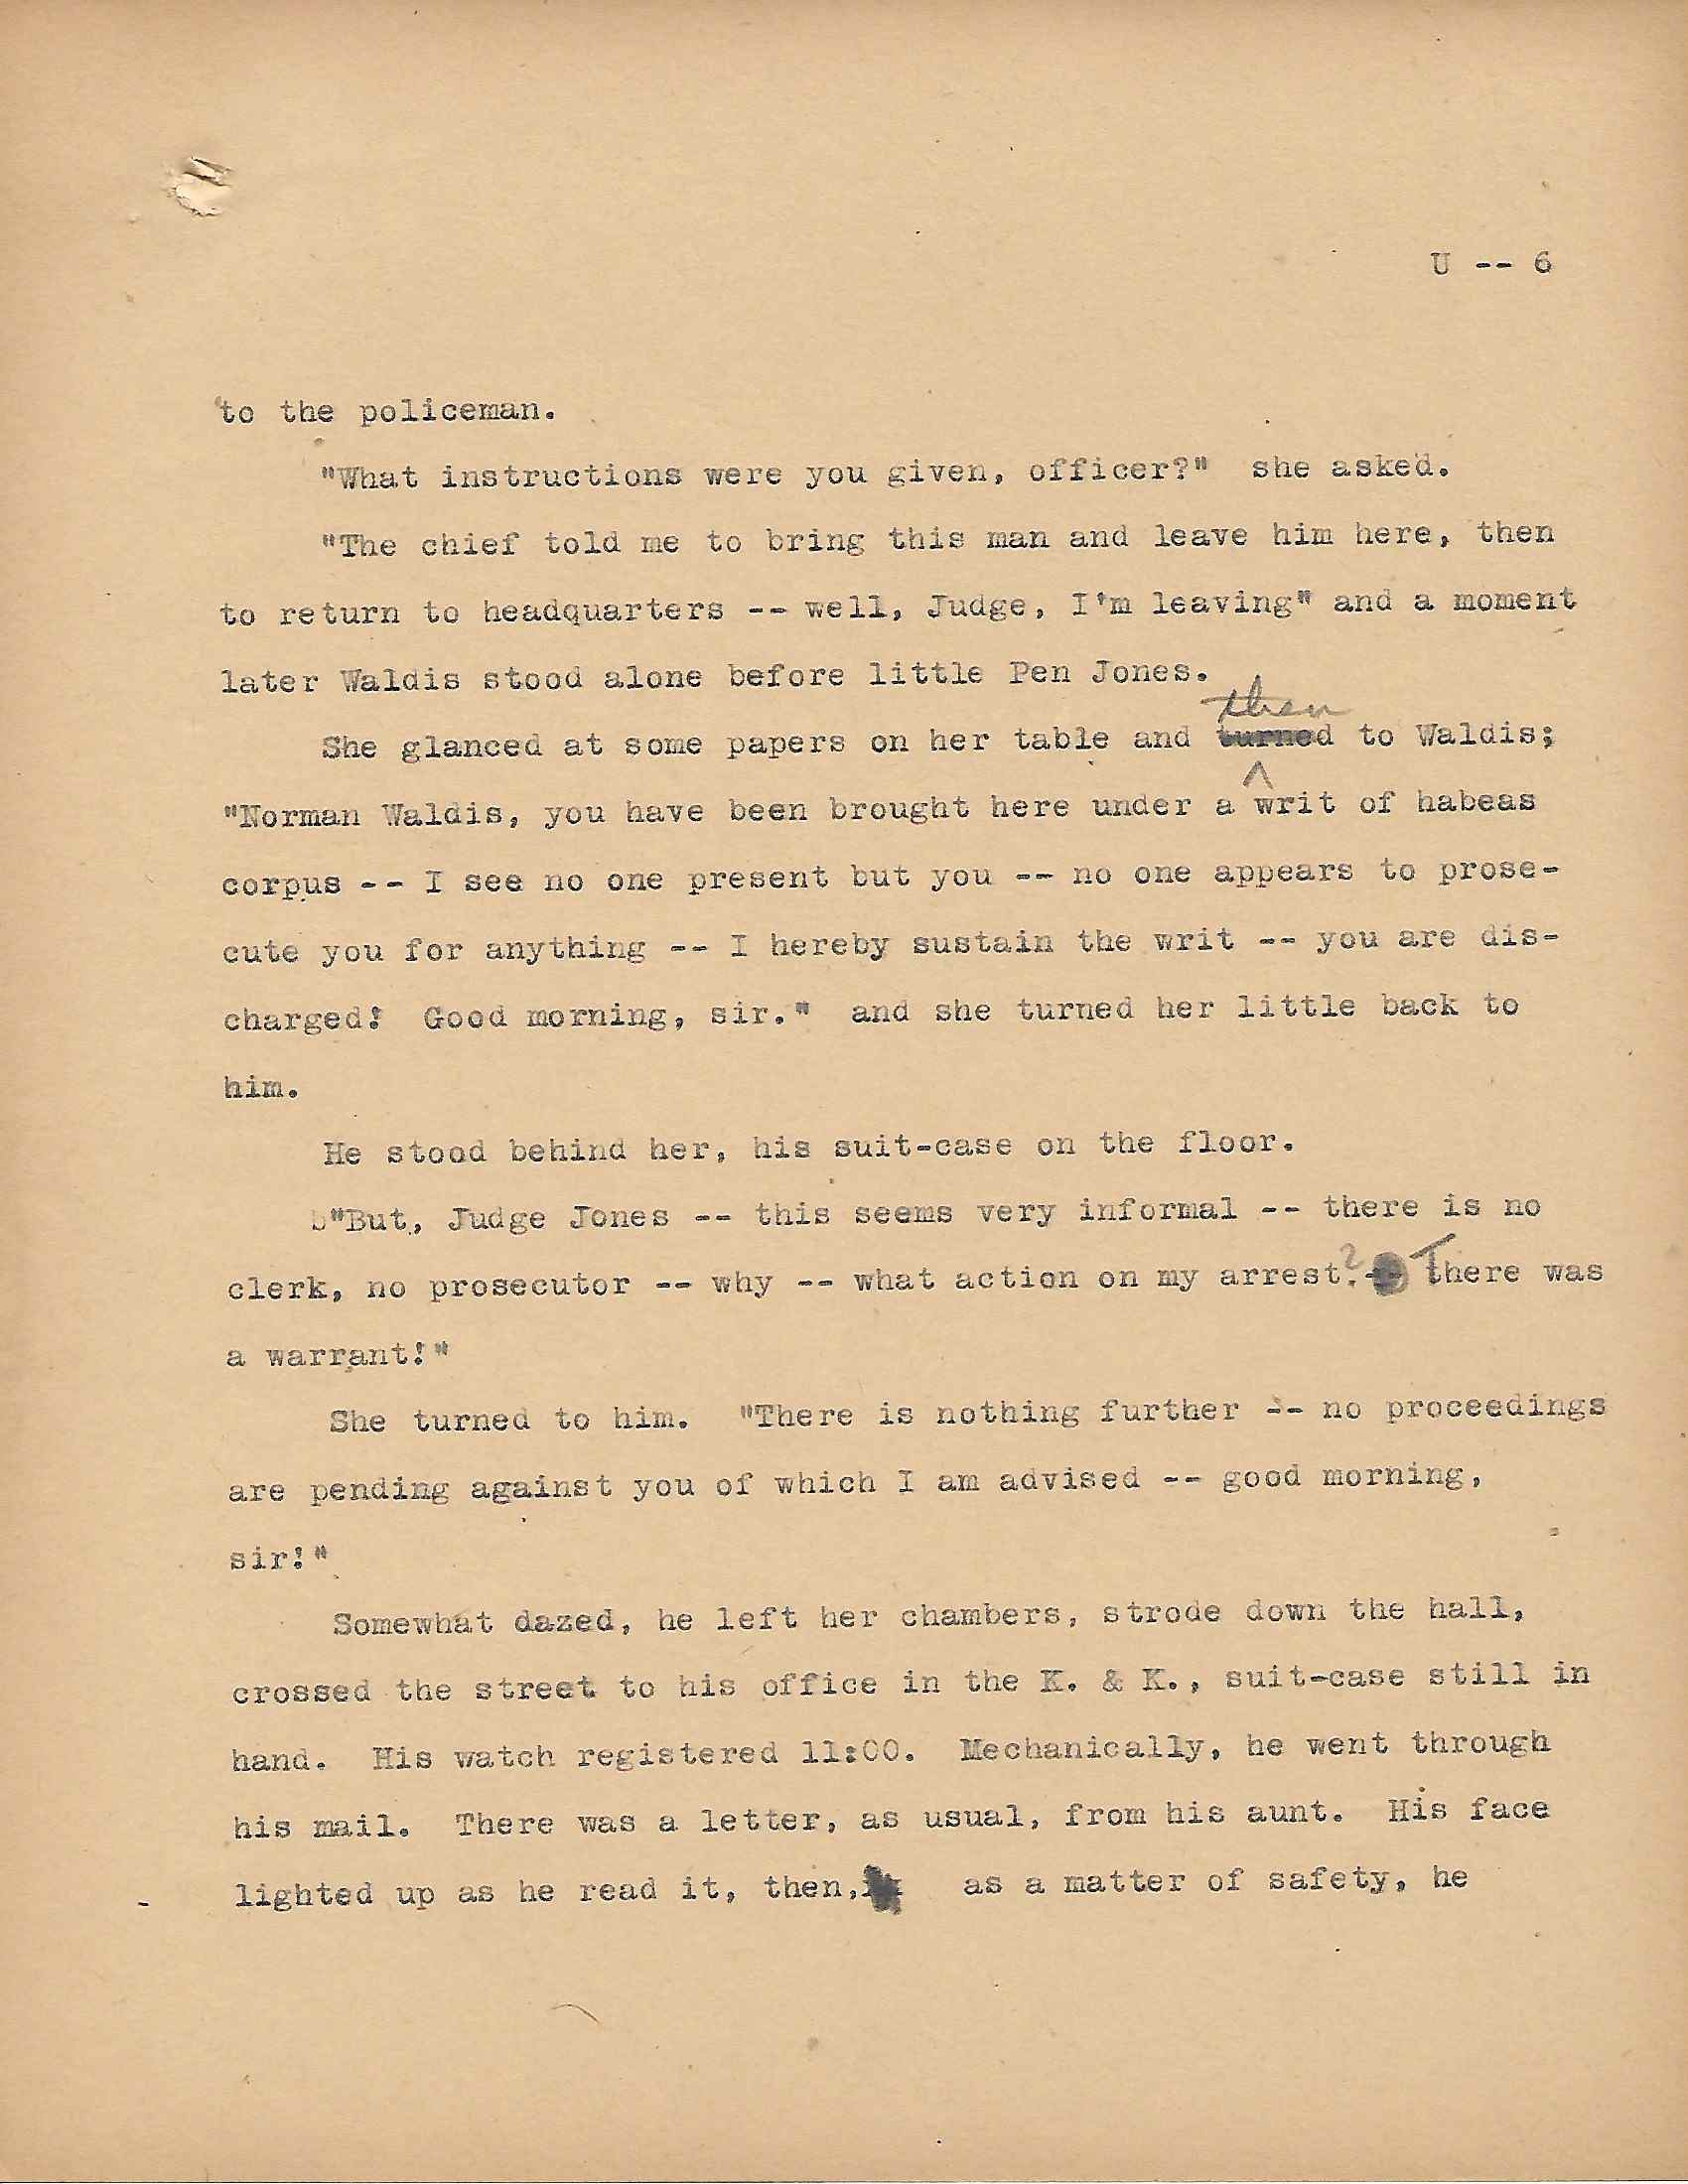 U -- 6
to the policeman.
"What instructions were you given, officer?" she asked.
"The chief told me to bring this man and leave him here, then
to return to headquarters -- well, Judge, I'm leaving" and a moment
later Waldis stood alone before little Pen Jones.
then
She glanced at some papers on her table and turned to Waldis;
"Norman Waldis, you have been brought here under a writ of habeas
corpus -- I see no one present but you -- no one appears to prose-
cute you for anything -- I hereby sustain the writ -- you are dis-
charged! Good morning, sir." and she turned her little back to
him.
He stood behind her, his suit-case on the floor.
b"But, Judge Jones -- this seems very informal -- there is no
clerk, no prosecutor -- why -- what action on my arrest? There was
a warrant!"
She turned to him. "There is nothing further -- no proceedings
are pending against you of which I am advised -- good morning,
sir!"
Somewhat dazed, he left her chambers, strode down the hall,
crossed the street to his office in the K. & K., suit-case still in
hand. His watch registered 11:00. Mechanically, he went through
his mail. There was a letter, as usual, from his aunt. His face
lighted up as he read it, then, as a matter of safety, he